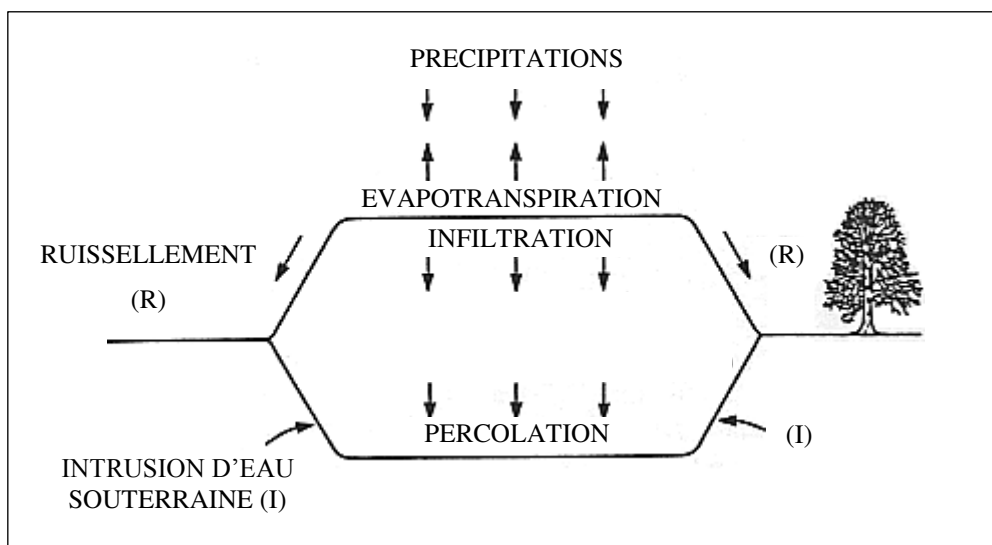 PRECIPITATIONS
EVAPOTRANSPIRATION
INFILTRATION
RUISSELLEMENT
(R)
(R)
PERCOLATION
(I)
INTRUSION D'EAU
SOUTERRAINE (I)